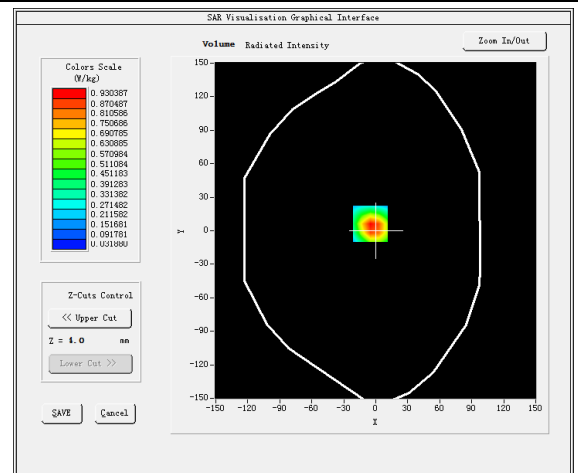 SAR Visualisation Graphical Interface
Volume Radiated Intensity
Zoom In/Out
Colors Scale
(W/kg)
0.930387
0.870487
0.810586
0.750686
0.690785
0.630885
0.570984
0.511084
0.451183
0.391283
0.331382
0.271482
0.211582
0.151681
0.091781
0.031880
Z-Cuts Control
<< Upper Cut
Z = 4.0 mm
Lower Cut >>
SAVE
Cancel
150
120
90
60
30
0
-30
-60
-90
-120
-150
Y
-150 -120 -90 -60 -30 0 30 60 90 120 150
X